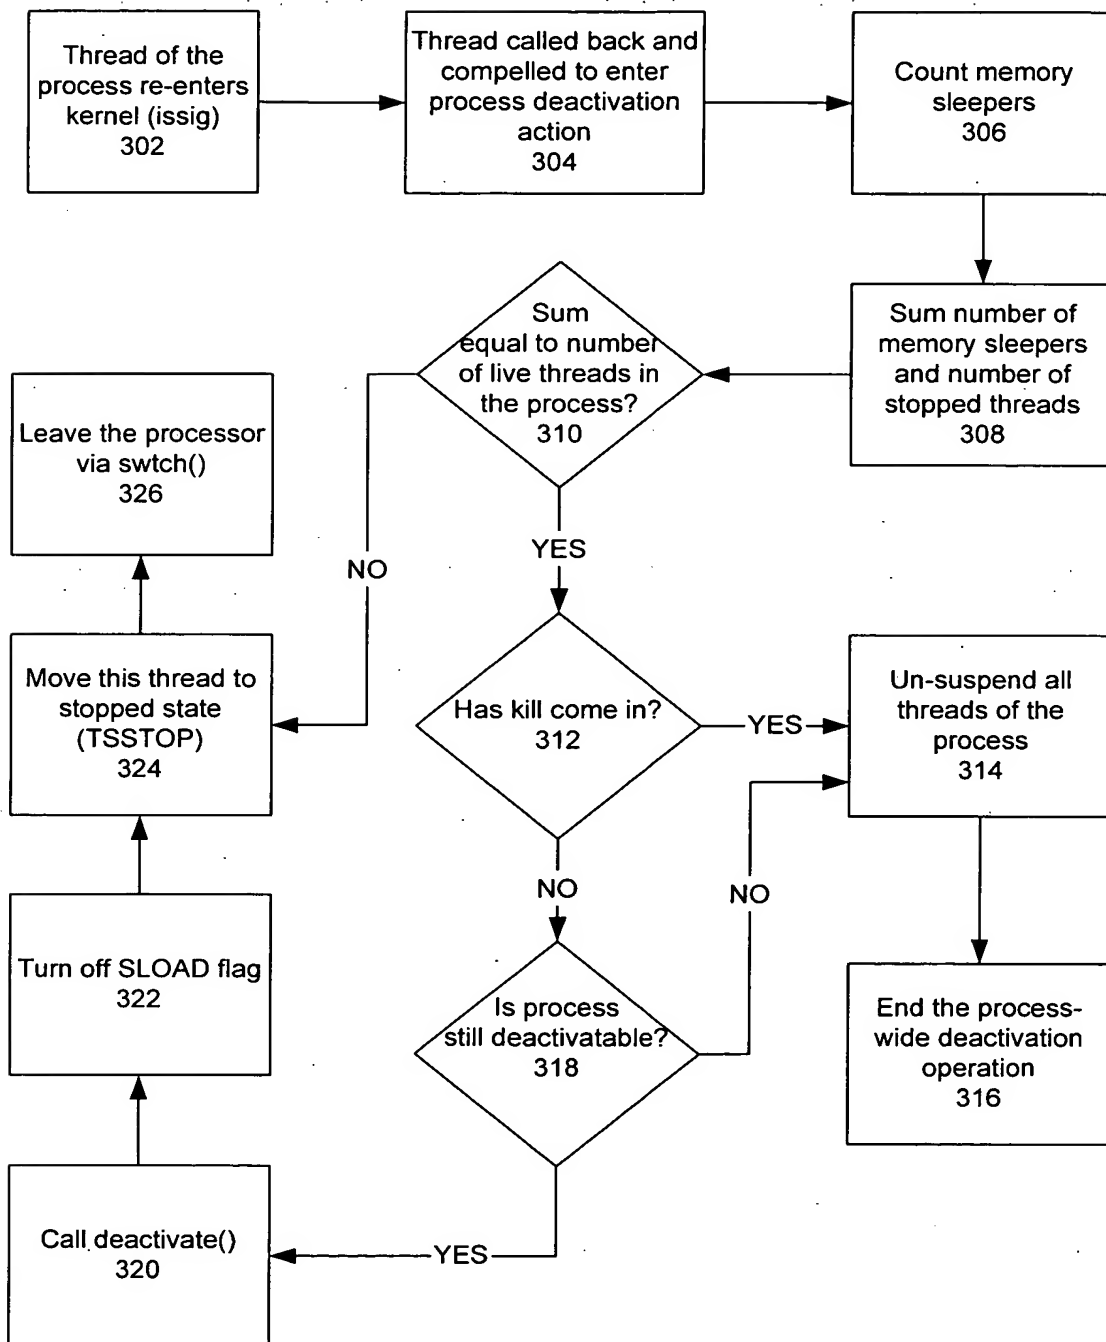 Thread of the
process re-enters
kernel (issig)
302
Thread called back and
compelled to enter
process deactivation
action
304
Count memory
sleepers
306
Sum number of
memory sleepers
and number of
stopped threads
308
Sum
equal to number
of live threads in
the process?
310
Leave the processor
via swtch()
326
YES
NO
Move this thread to
stopped state
(TSSTOP)
324
Has kill come in?
312
YES
Un-suspend all
threads of the
process
314
NO
NO
Turn off SLOAD flag
322
Is process
still deactivatable?
318
End the process-
wide deactivation
operation
316
Call deactivate()
320
YES